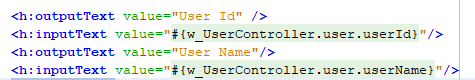 <h:outputText value="User Id" />
<h:inputText value="#{w_UserController.user.userId}"/>
<h:outputText value="User Name"/>
<h:inputText value="#{w_UserController.user.userName}"/>